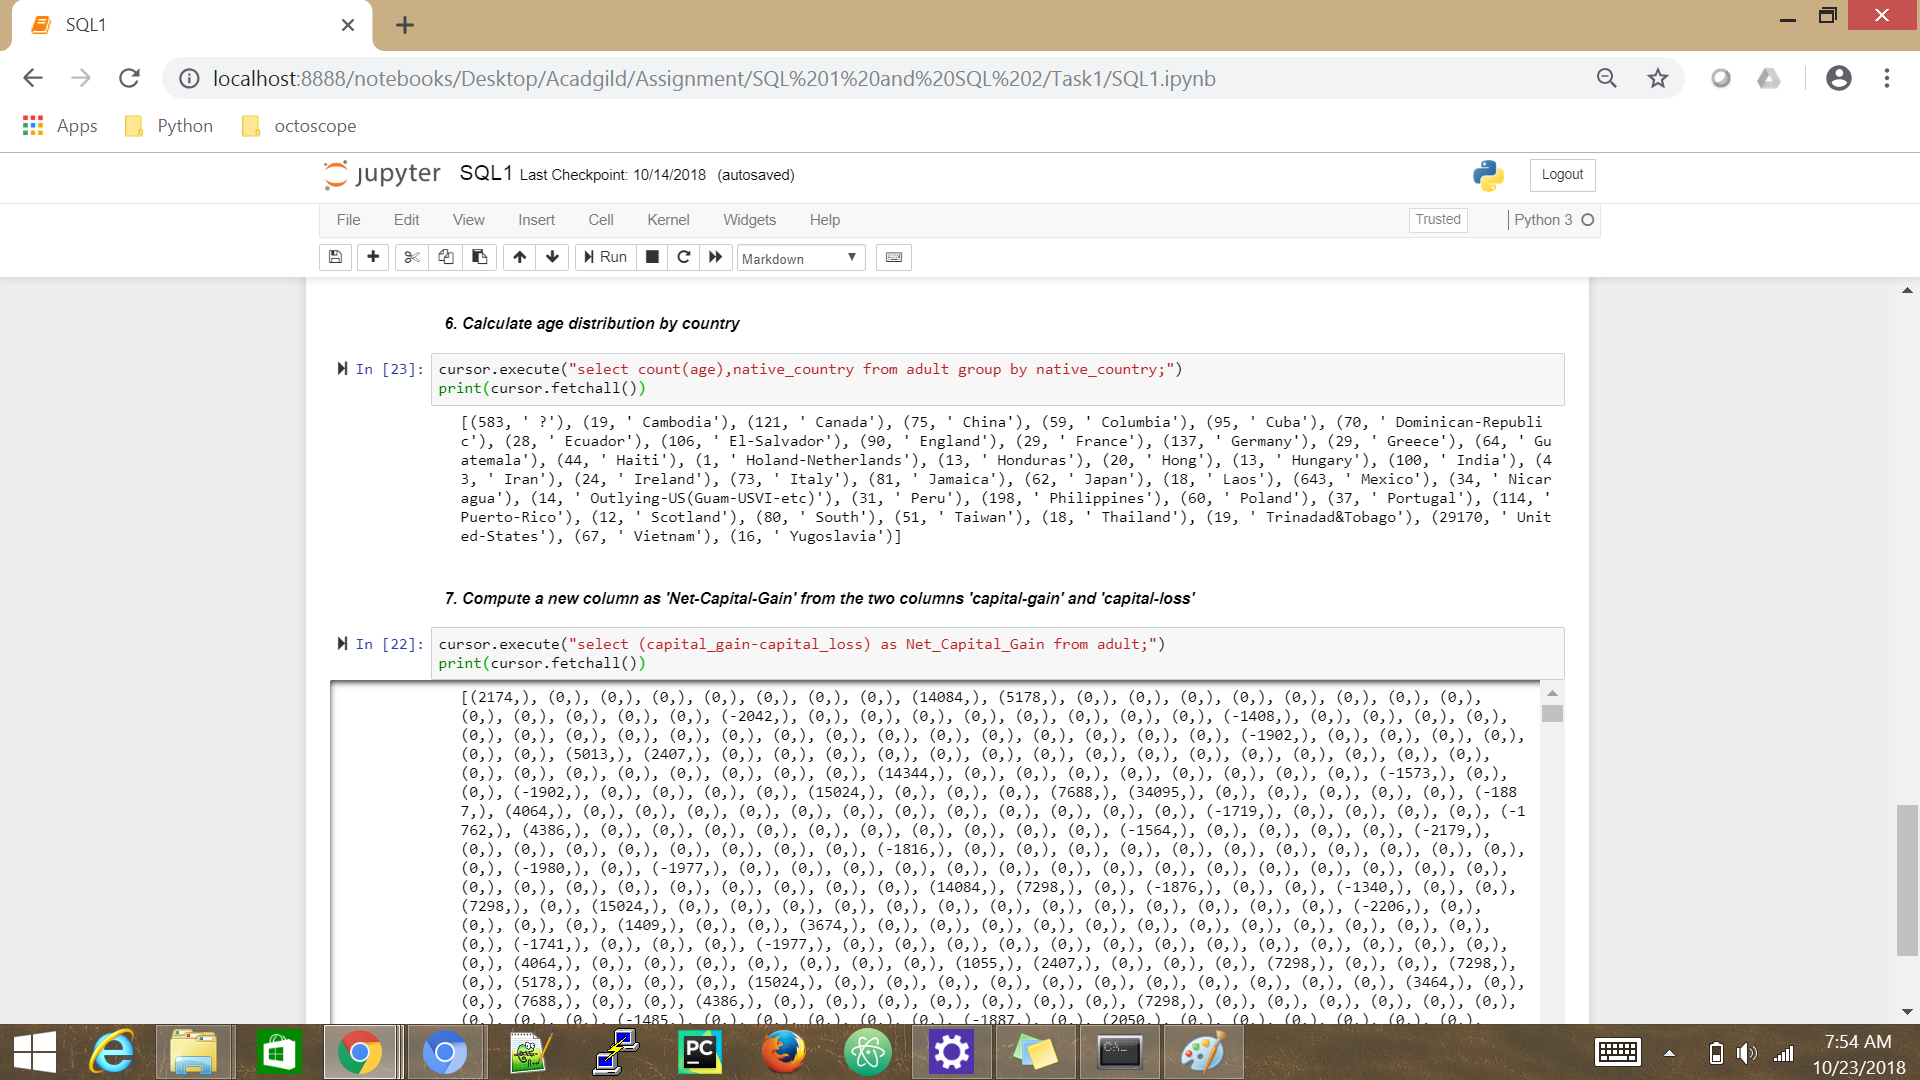 SQL1
localhost:8888/notebooks/Desktop/Acadgild/Assignment/SQL%201%20and%20SQL%202/Task1/SQL1.ipynb
Apps Python octoscope
jupyter SQL1 Last Checkpoint: 10/14/2018 (autosaved) Logout
File Edit View Insert Cell Kernel Widgets Help Trusted Python 3
Run Markdown
6. Calculate age distribution by country
In [23]: cursor.execute("select count(age),native_country from adult group by native_country;")
print(cursor.fetchall())
[(583, ' ?'), (19, ' Cambodia'), (121, ' Canada'), (75, ' China'), (59, ' Columbia'), (95, ' Cuba'), (70, ' Dominican-Republi
c'), (28, ' Ecuador'), (106, ' El-Salvador'), (90, ' England'), (29, ' France'), (137, ' Germany'), (29, ' Greece'), (64, ' Gu
atemala'), (44, ' Haiti'), (1, ' Holand-Netherlands'), (13, ' Honduras'), (20, ' Hong'), (13, ' Hungary'), (100, ' India'), (4
3, ' Iran'), (24, ' Ireland'), (73, ' Italy'), (81, ' Jamaica'), (62, ' Japan'), (18, ' Laos'), (643, ' Mexico'), (34, ' Nicar
agua'), (14, ' Outlying-US(Guam-USVI-etc)'), (31, ' Peru'), (198, ' Philippines'), (60, ' Poland'), (37, ' Portugal'), (114, '
Puerto-Rico'), (12, ' Scotland'), (80, ' South'), (51, ' Taiwan'), (18, ' Thailand'), (19, ' Trinadad&Tobago'), (29170, ' Unit
ed-States'), (67, ' Vietnam'), (16, ' Yugoslavia')]
7. Compute a new column as 'Net-Capital-Gain' from the two columns 'capital-gain' and 'capital-loss'
In [22]: cursor.execute("select (capital_gain-capital_loss) as Net_Capital_Gain from adult;")
print(cursor.fetchall())
[(2174,), (0,), (0,), (0,), (0,), (0,), (0,), (0,), (14084,), (5178,), (0,), (0,), (0,), (0,), (0,), (0,), (0,), (0,),
(0,), (0,), (0,), (0,), (0,), (-2042,), (0,), (0,), (0,), (0,), (0,), (0,), (0,), (0,), (-1408,), (0,), (0,), (0,), (0,),
(0,), (0,), (0,), (0,), (0,), (0,), (0,), (0,), (0,), (0,), (0,), (0,), (0,), (0,), (0,), (-1902,), (0,), (0,), (0,), (0,),
(0,), (0,), (5013,), (2407,), (0,), (0,), (0,), (0,), (0,), (0,), (0,), (0,), (0,), (0,), (0,), (0,), (0,), (0,), (0,),
(0,), (0,), (0,), (0,), (0,), (0,), (0,), (0,), (14344,), (0,), (0,), (0,), (0,), (0,), (0,), (0,), (0,), (-1573,), (0,),
(0,), (-1902,), (0,), (0,), (0,), (0,), (15024,), (0,), (0,), (0,), (7688,), (34095,), (0,), (0,), (0,), (0,), (0,), (-188
7,), (4064,), (0,), (0,), (0,), (0,), (0,), (0,), (0,), (0,), (0,), (0,), (0,), (0,), (-1719,), (0,), (0,), (0,), (0,), (-1
762,), (4386,), (0,), (0,), (0,), (0,), (0,), (0,), (0,), (0,), (0,), (0,), (-1564,), (0,), (0,), (0,), (0,), (-2179,),
(0,), (0,), (0,), (0,), (0,), (0,), (0,), (0,), (-1816,), (0,), (0,), (0,), (0,), (0,), (0,), (0,), (0,), (0,), (0,), (0,),
(0,), (-1980,), (0,), (-1977,), (0,), (0,), (0,), (0,), (0,), (0,), (0,), (0,), (0,), (0,), (0,), (0,), (0,), (0,), (0,),
(0,), (0,), (0,), (0,), (0,), (0,), (0,), (0,), (0,), (14084,), (7298,), (0,), (-1876,), (0,), (0,), (-1340,), (0,), (0,),
(7298,), (0,), (15024,), (0,), (0,), (0,), (0,), (0,), (0,), (0,), (0,), (0,), (0,), (0,), (0,), (0,), (-2206,), (0,),
(0,), (0,), (0,), (1409,), (0,), (0,), (3674,), (0,), (0,), (0,), (0,), (0,), (0,), (0,), (0,), (0,), (0,), (0,), (0,),
(0,), (-1741,), (0,), (0,), (0,), (-1977,), (0,), (0,), (0,), (0,), (0,), (0,), (0,), (0,), (0,), (0,), (0,), (0,), (0,),
(0,), (4064,), (0,), (0,), (0,), (0,), (0,), (0,), (0,), (1055,), (2407,), (0,), (0,), (0,), (7298,), (0,), (0,), (7298,),
(0,), (5178,), (0,), (0,), (0,), (15024,), (0,), (0,), (0,), (0,), (0,), (0,), (0,), (0,), (0,), (0,), (3464,), (0,),
(0,), (7688,), (0,), (0,), (4386,), (0,), (0,), (0,), (0,), (0,), (0,), (0,), (7298,), (0,), (0,), (0,), (0,), (0,), (0,),
(0,), (0,), (0,), (-1485,), (0,), (0,), (0,), (0,), (-1887,), (0,), (0,), (2050,), (0,), (0,), (0,), (0,), (0,), (0,),
7:54 AM
10/23/2018